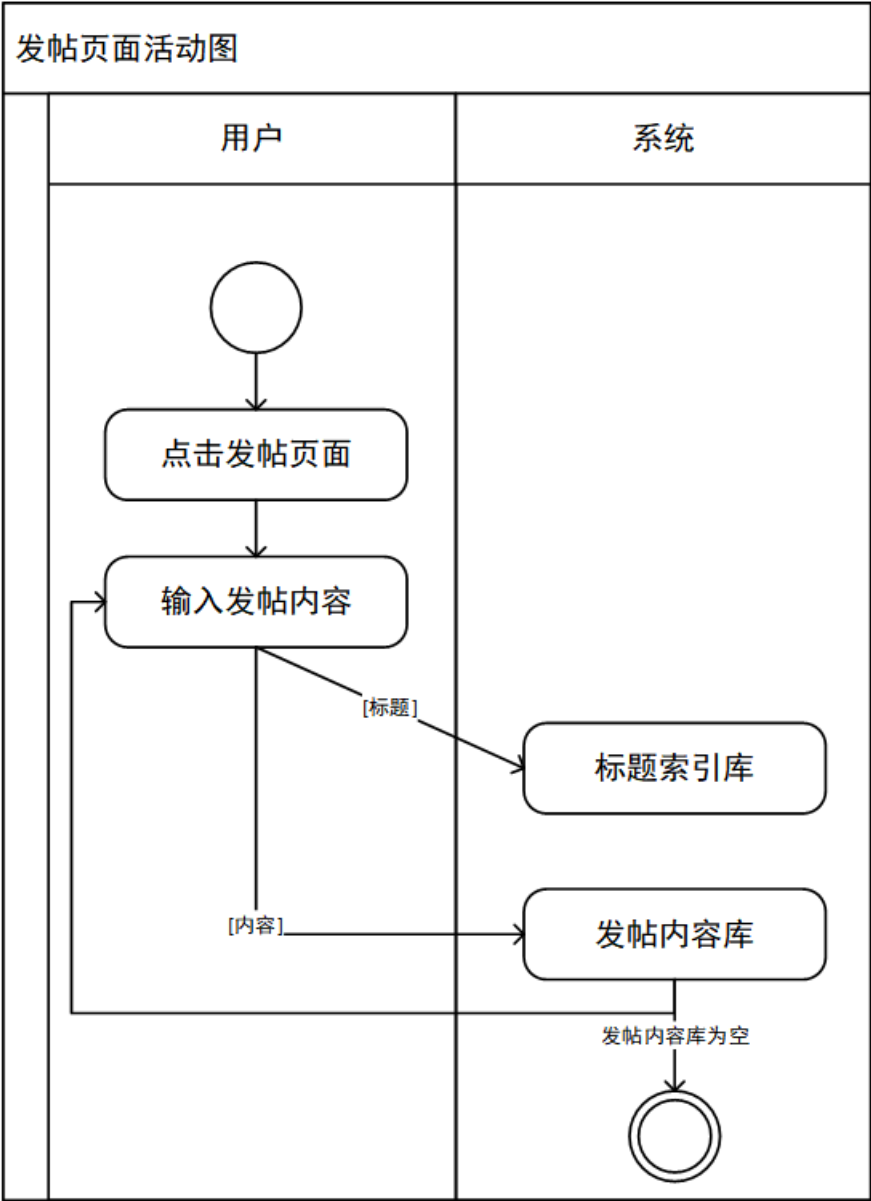 发帖页面活动图
用户
系统
点击发帖页面
输入发帖内容
[标题]
标题索引库
[内容]
发帖内容库
发帖内容库为空